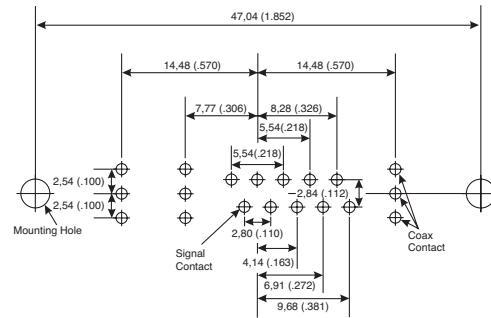 47,04 (1.852)
14,48 (.570)
14,48 (.570)
7,77 (.306)
8,28 (.326)
5,54(.218)
5,54(.218)
2,54 (.100)
2,84 (.112)
2,54 (.100)
Mounting Hole
Signal
Contact
2,80 (.110)
Coax
Contact
4,14 (.163)
6,91 (.272)
9,68 (.381)